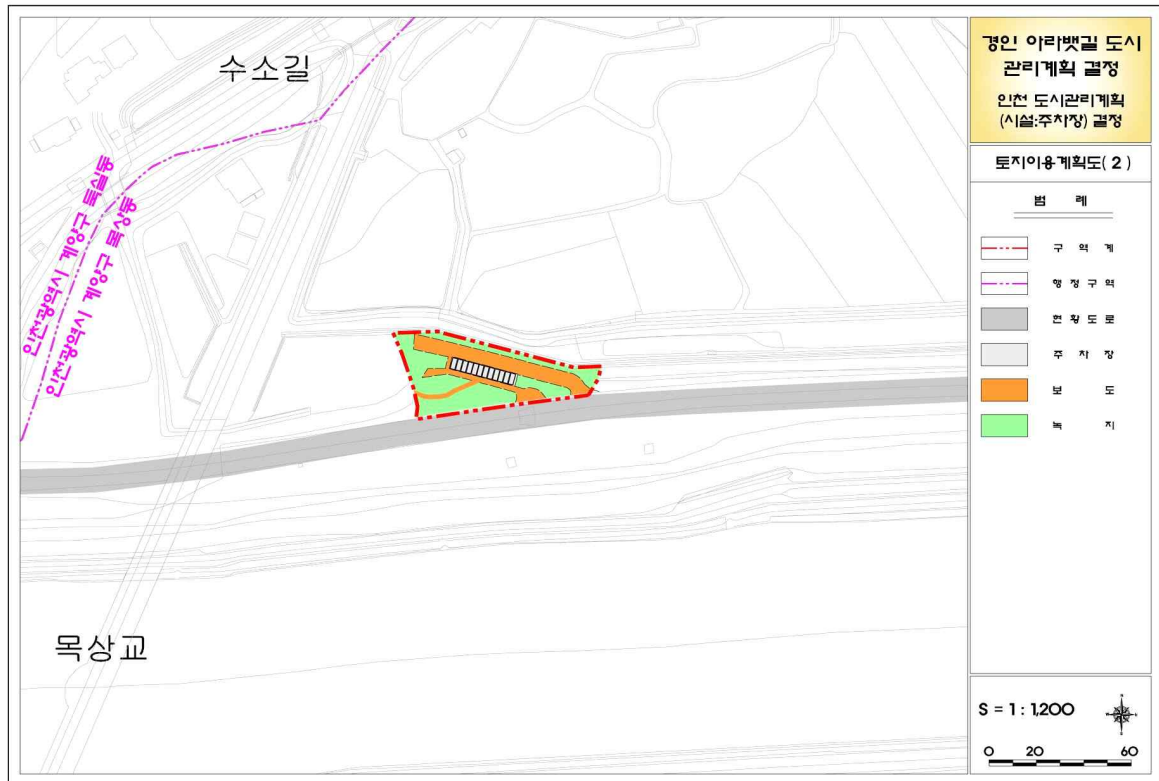 수소길
인천광역시 계양구 둑실동
인천광역시 계양구 목상동
목상교
경인 아라뱃길 도시
관리계획 결정
인천 도시관리계획
(시설:주차장) 결정
토지이용계획도( 2 )
범 례
구 역 계
행 정 구 역
현 황 도 로
주 차 장
보 도
녹 지
S = 1 : 1,200
0 20 60